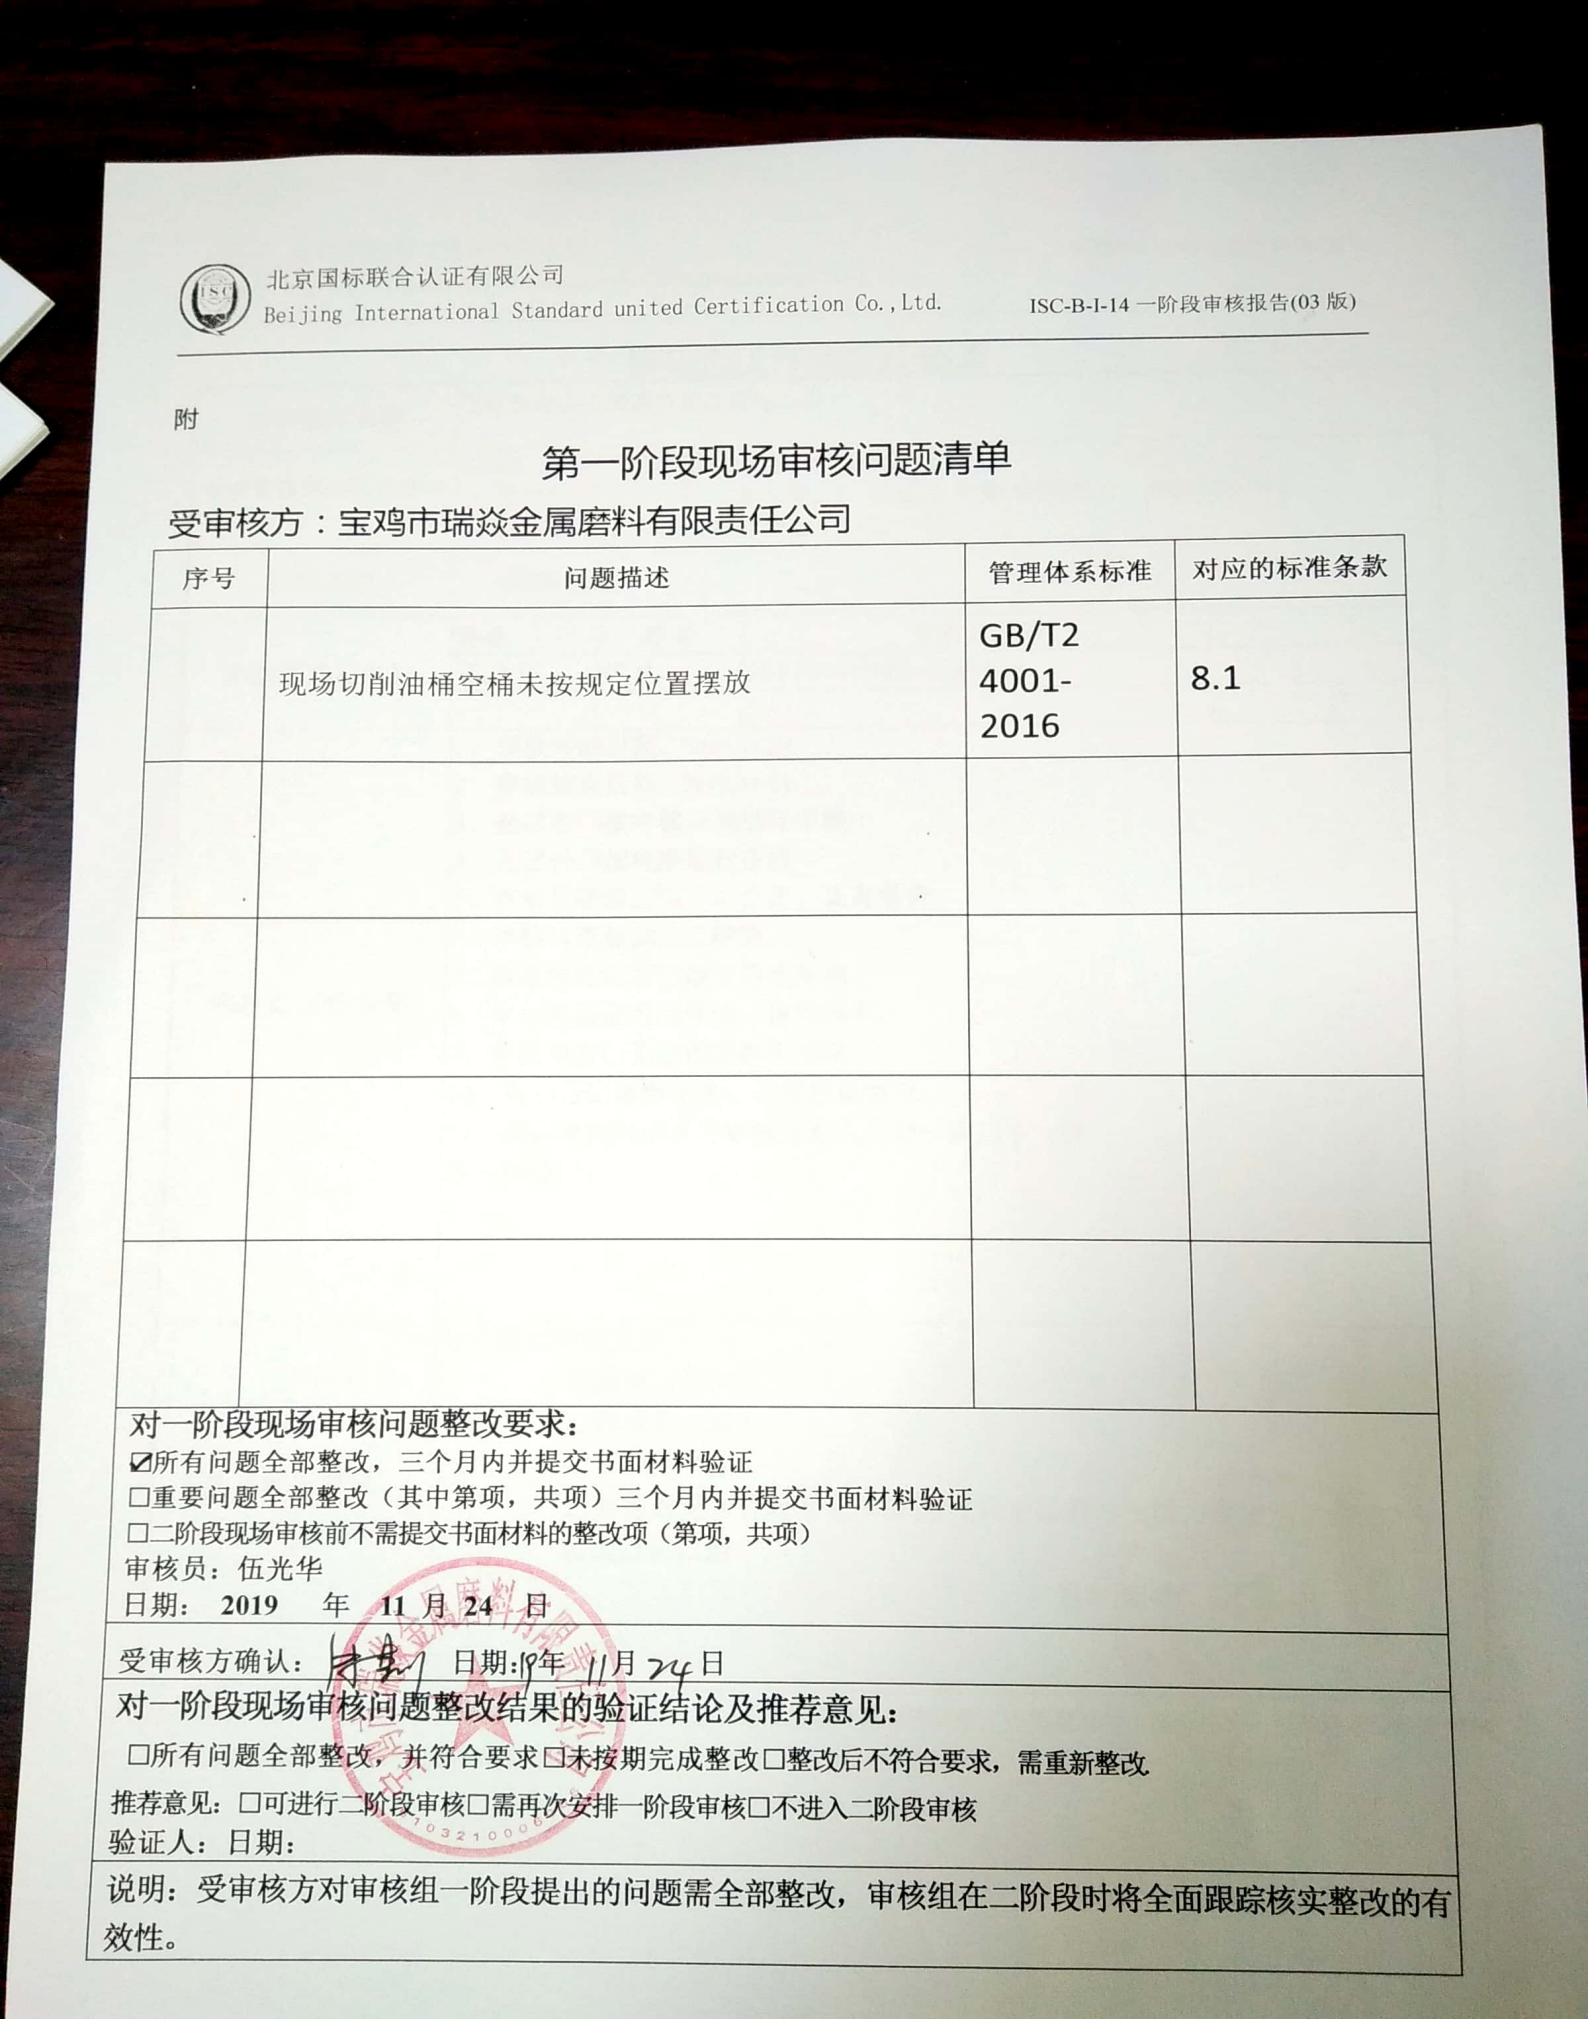 ISC
北京国标联合认证有限公司
Beijing International Standard united Certification Co.,Ltd.
ISC-B-I-14 一阶段审核报告(03 版)
附
第一阶段现场审核问题清单
受审核方：宝鸡市瑞焱金属磨料有限责任公司
序号 问题描述 管理体系标准 对应的标准条款
现场切削油桶空桶未按规定位置摆放
GB/T2
4001-
2016
8.1
对一阶段现场审核问题整改要求：
☑所有问题全部整改，三个月内并提交书面材料验证
□重要问题全部整改（其中第项，共项）三个月内并提交书面材料验证
□二阶段现场审核前不需提交书面材料的整改项（第项，共项）
审核员：伍光华
日期： 2019 年 11 月 24 日
受审核方确认： 日期:19年 11月24日
对一阶段现场审核问题整改结果的验证结论及推荐意见：
□所有问题全部整改，并符合要求□未按期完成整改□整改后不符合要求，需重新整改.
推荐意见：□可进行二阶段审核□需再次安排一阶段审核□不进入二阶段审核
验证人：日期：
说明：受审核方对审核组一阶段提出的问题需全部整改，审核组在二阶段时将全面跟踪核实整改的有
效性。